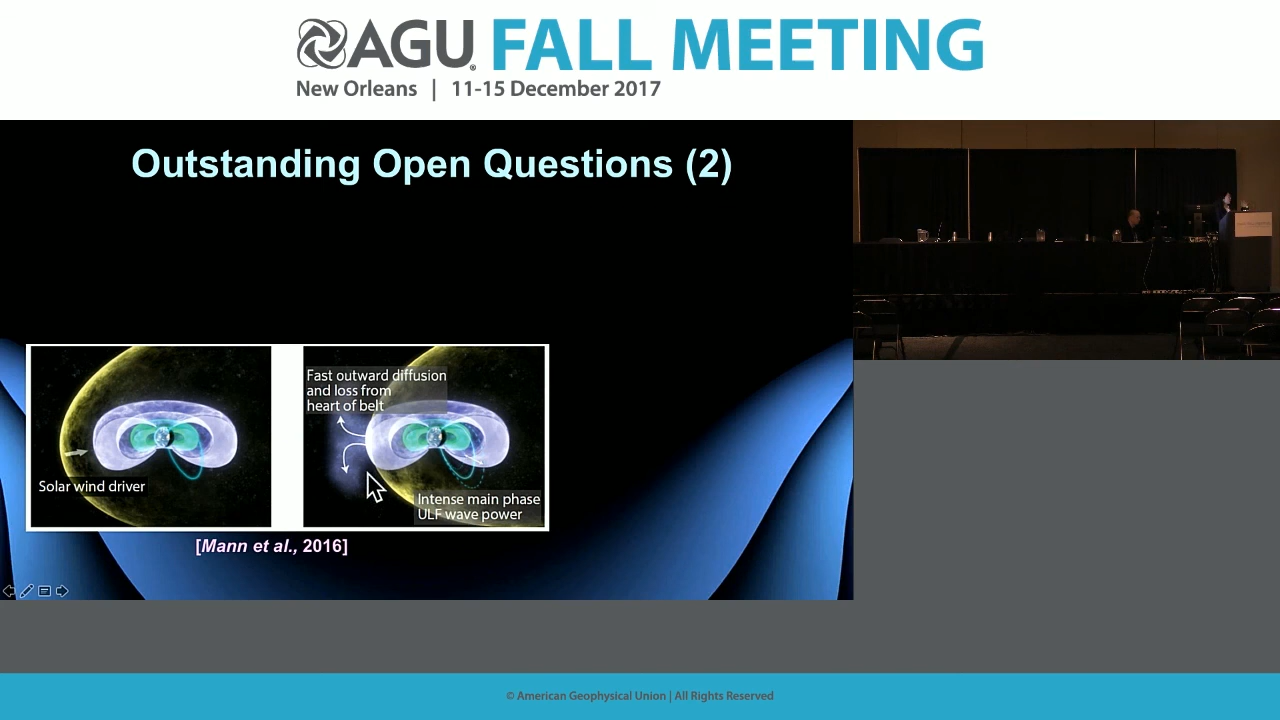 AGU FALL MEETING
New Orleans | 11-15 December 2017
Outstanding Open Questions (2)
Solar wind driver
Fast outward diffusion
and loss from
heart of belt
Intense main phase
ULF wave power
[Mann et al., 2016]
© American Geophysical Union | All Rights Reserved